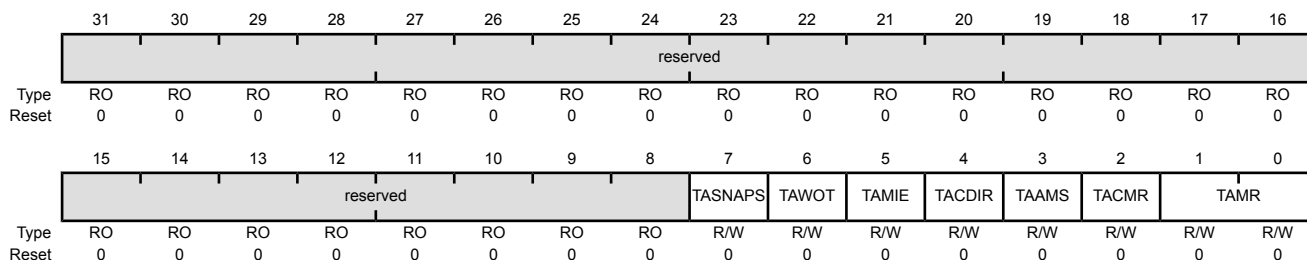 31 30 29 28 27 26 25 24 23 22 21 20 19 18 17 16
reserved
Type RO RO RO RO RO RO RO RO RO RO RO RO RO RO RO RO
Reset 0 0 0 0 0 0 0 0 0 0 0 0 0 0 0 0
15 14 13 12 11 10 9 8 7 6 5 4 3 2 1 0
reserved TASNAPS TAWOT TAMIE TACDIR TAAMS TACMR TAMR
Type RO RO RO RO RO RO RO RO R/W R/W R/W R/W R/W R/W R/W R/W
Reset 0 0 0 0 0 0 0 0 0 0 0 0 0 0 0 0